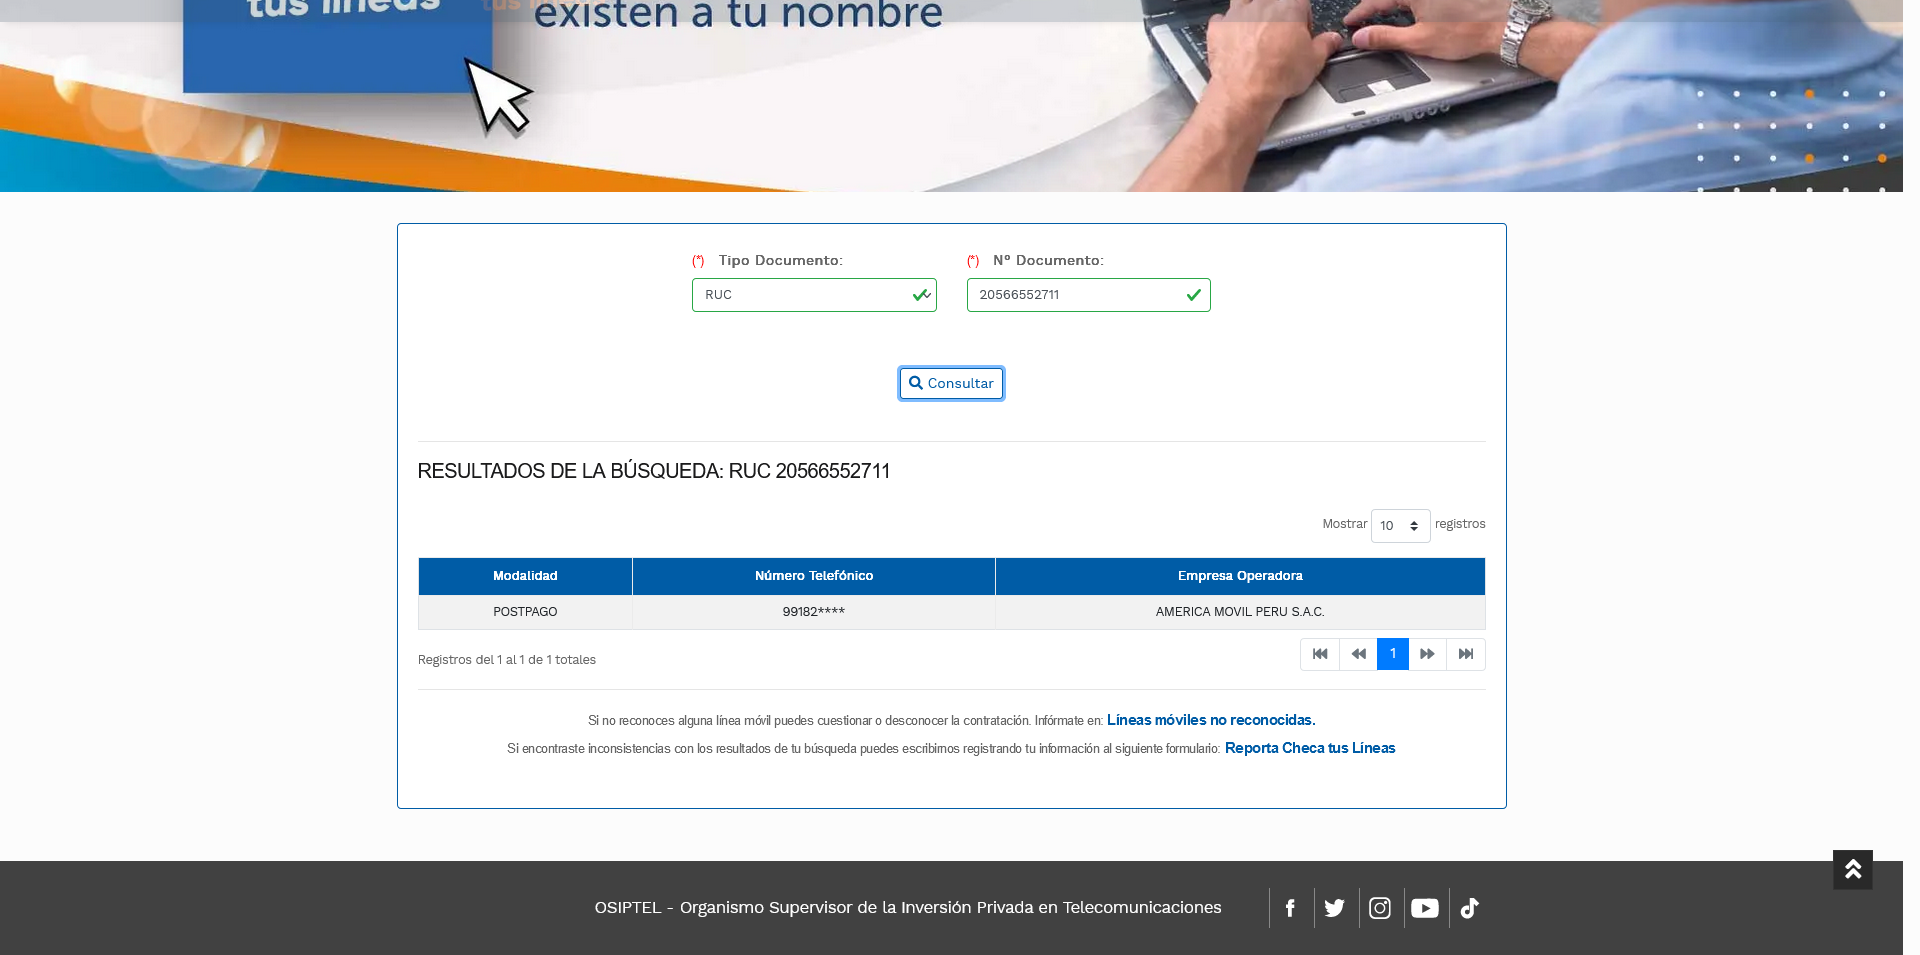 tus líneas
existen a tu nombre
(*) Tipo Documento:
(*) Nº Documento:
RUC
20566552711
Consultar
RESULTADOS DE LA BÚSQUEDA: RUC 20566552711
Mostrar 10 registros
Modalidad Número Telefónico Empresa Operadora
POSTPAGO 99182**** AMERICA MOVIL PERU S.A.C.
Registros del 1 al 1 de 1 totales
1
Si no reconoces alguna línea móvil puedes cuestionar o desconocer la contratación. Infórmate en: Líneas móviles no reconocidas.
Si encontraste inconsistencias con los resultados de tu búsqueda puedes escribirnos registrando tu información al siguiente formulario: Reporta Checa tus Líneas
OSIPTEL - Organismo Supervisor de la Inversión Privada en Telecomunicaciones